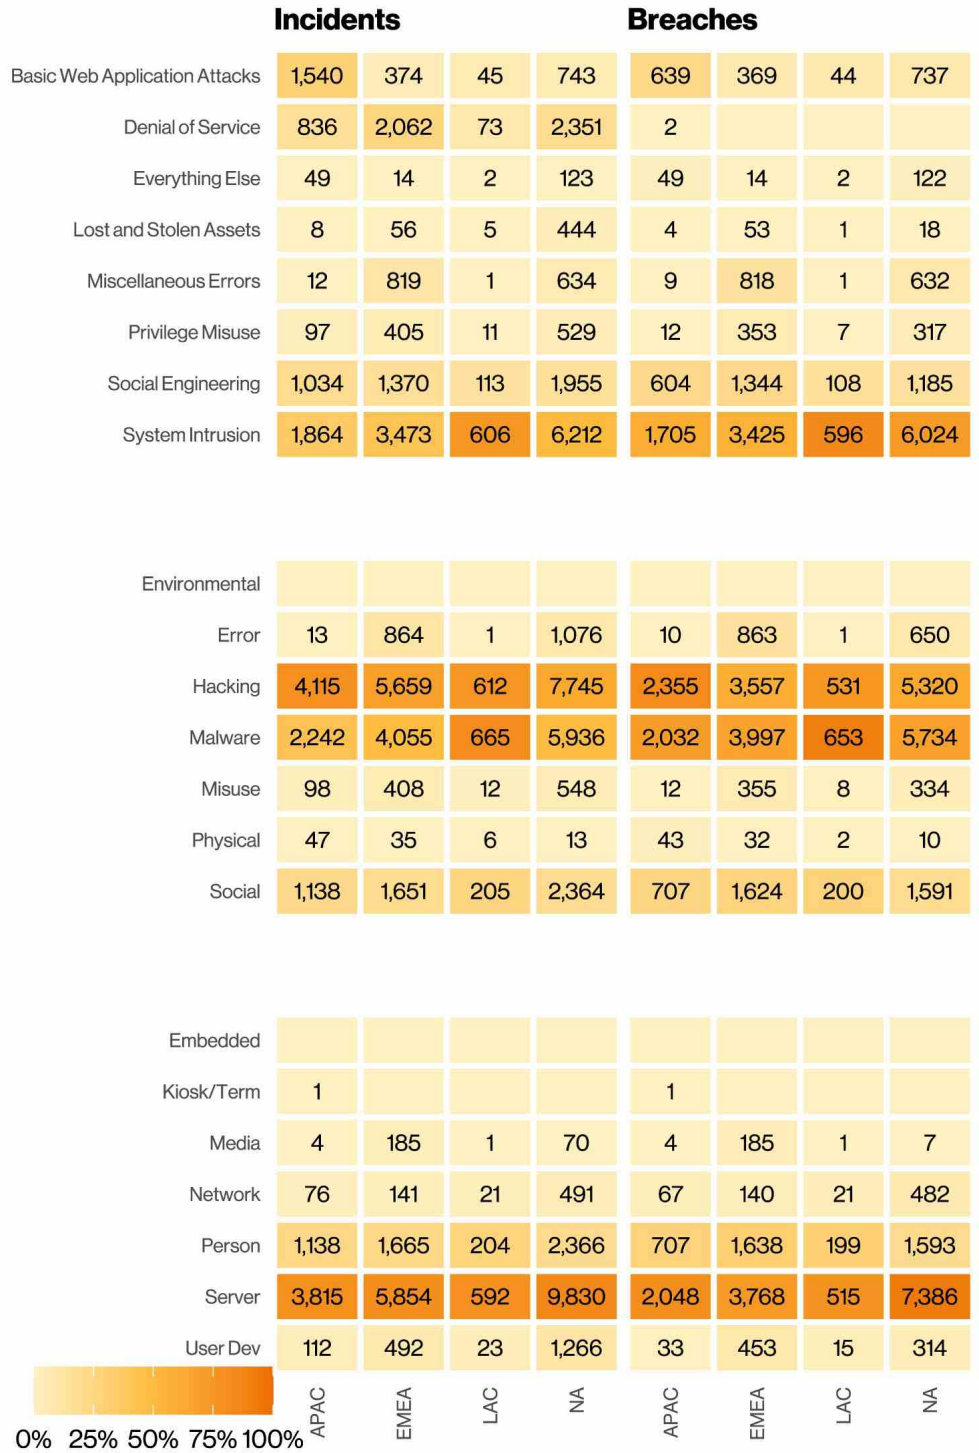 Incidents Breaches
Basic Web Application Attacks 1,540 374 45 743 639 369 44 737
Denial of Service 836 2,062 73 2,351 2
Everything Else 49 14 2 123 49 14 2 122
Lost and Stolen Assets 8 56 5 444 4 53 1 18
Miscellaneous Errors 12 819 1 634 9 818 1 632
Privilege Misuse 97 405 11 529 12 353 7 317
Social Engineering 1,034 1,370 113 1,955 604 1,344 108 1,185
System Intrusion 1,864 3,473 606 6,212 1,705 3,425 596 6,024
Environmental
Error 13 864 1 1,076 10 863 1 650
Hacking 4,115 5,659 612 7,745 2,355 3,557 531 5,320
Malware 2,242 4,055 665 5,936 2,032 3,997 653 5,734
Misuse 98 408 12 548 12 355 8 334
Physical 47 35 6 13 43 32 2 10
Social 1,138 1,651 205 2,364 707 1,624 200 1,591
Embedded
Kiosk/Term 1 1
Media 4 185 1 70 4 185 1 7
Network 76 141 21 491 67 140 21 482
Person 1,138 1,665 204 2,366 707 1,638 199 1,593
Server 3,815 5,854 592 9,830 2,048 3,768 515 7,386
User Dev 112 492 23 1,266 33 453 15 314
APAC EMEA LAC NA APAC EMEA LAC NA
0% 25% 50% 75% 100%